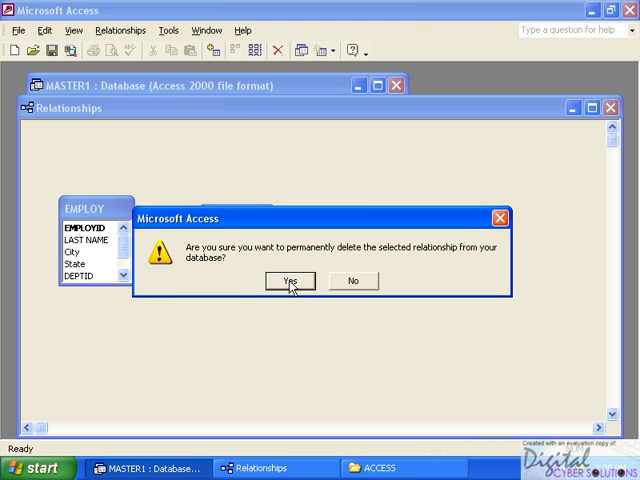 Microsoft Access
File Edit View Relationships Tools Window Help
Type a question for help
MASTER1 : Database (Access 2000 file format)
Relationships
EMPLOY
EMPLOYID
LAST NAME
City
State
DEPTID
Microsoft Access
Are you sure you want to permanently delete the selected relationship from your
database?
Yes No
Ready
NUM
Created with an evaluation copy of
Digital
CYBER SOLUTIONS
start MASTER1 : Database... Relationships ACCESS